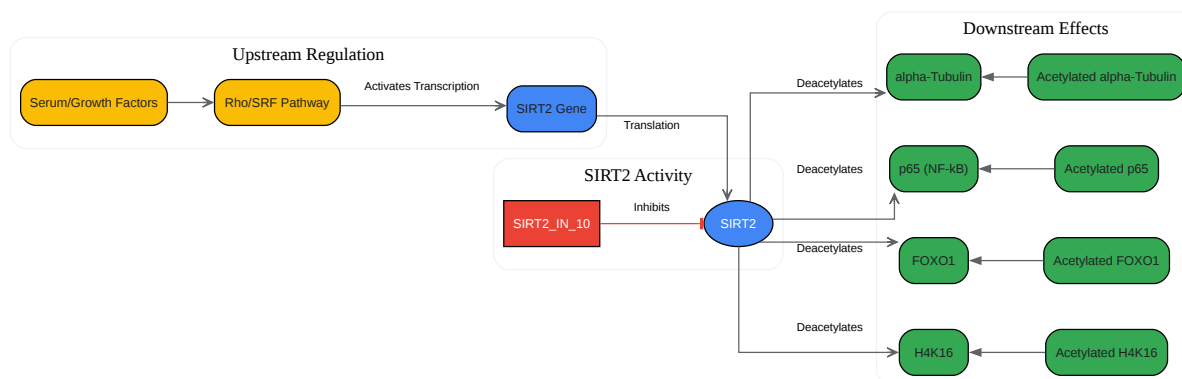 Upstream Regulation
Serum/Growth Factors
Rho/SRF Pathway
Activates Transcription
SIRT2 Gene
Translation
SIRT2 Activity
SIRT2_IN_10
Inhibits
SIRT2
Downstream Effects
Deacetylates
alpha-Tubulin
Acetylated alpha-Tubulin
Deacetylates
p65 (NF-kB)
Acetylated p65
Deacetylates
FOXO1
Acetylated FOXO1
Deacetylates
H4K16
Acetylated H4K16